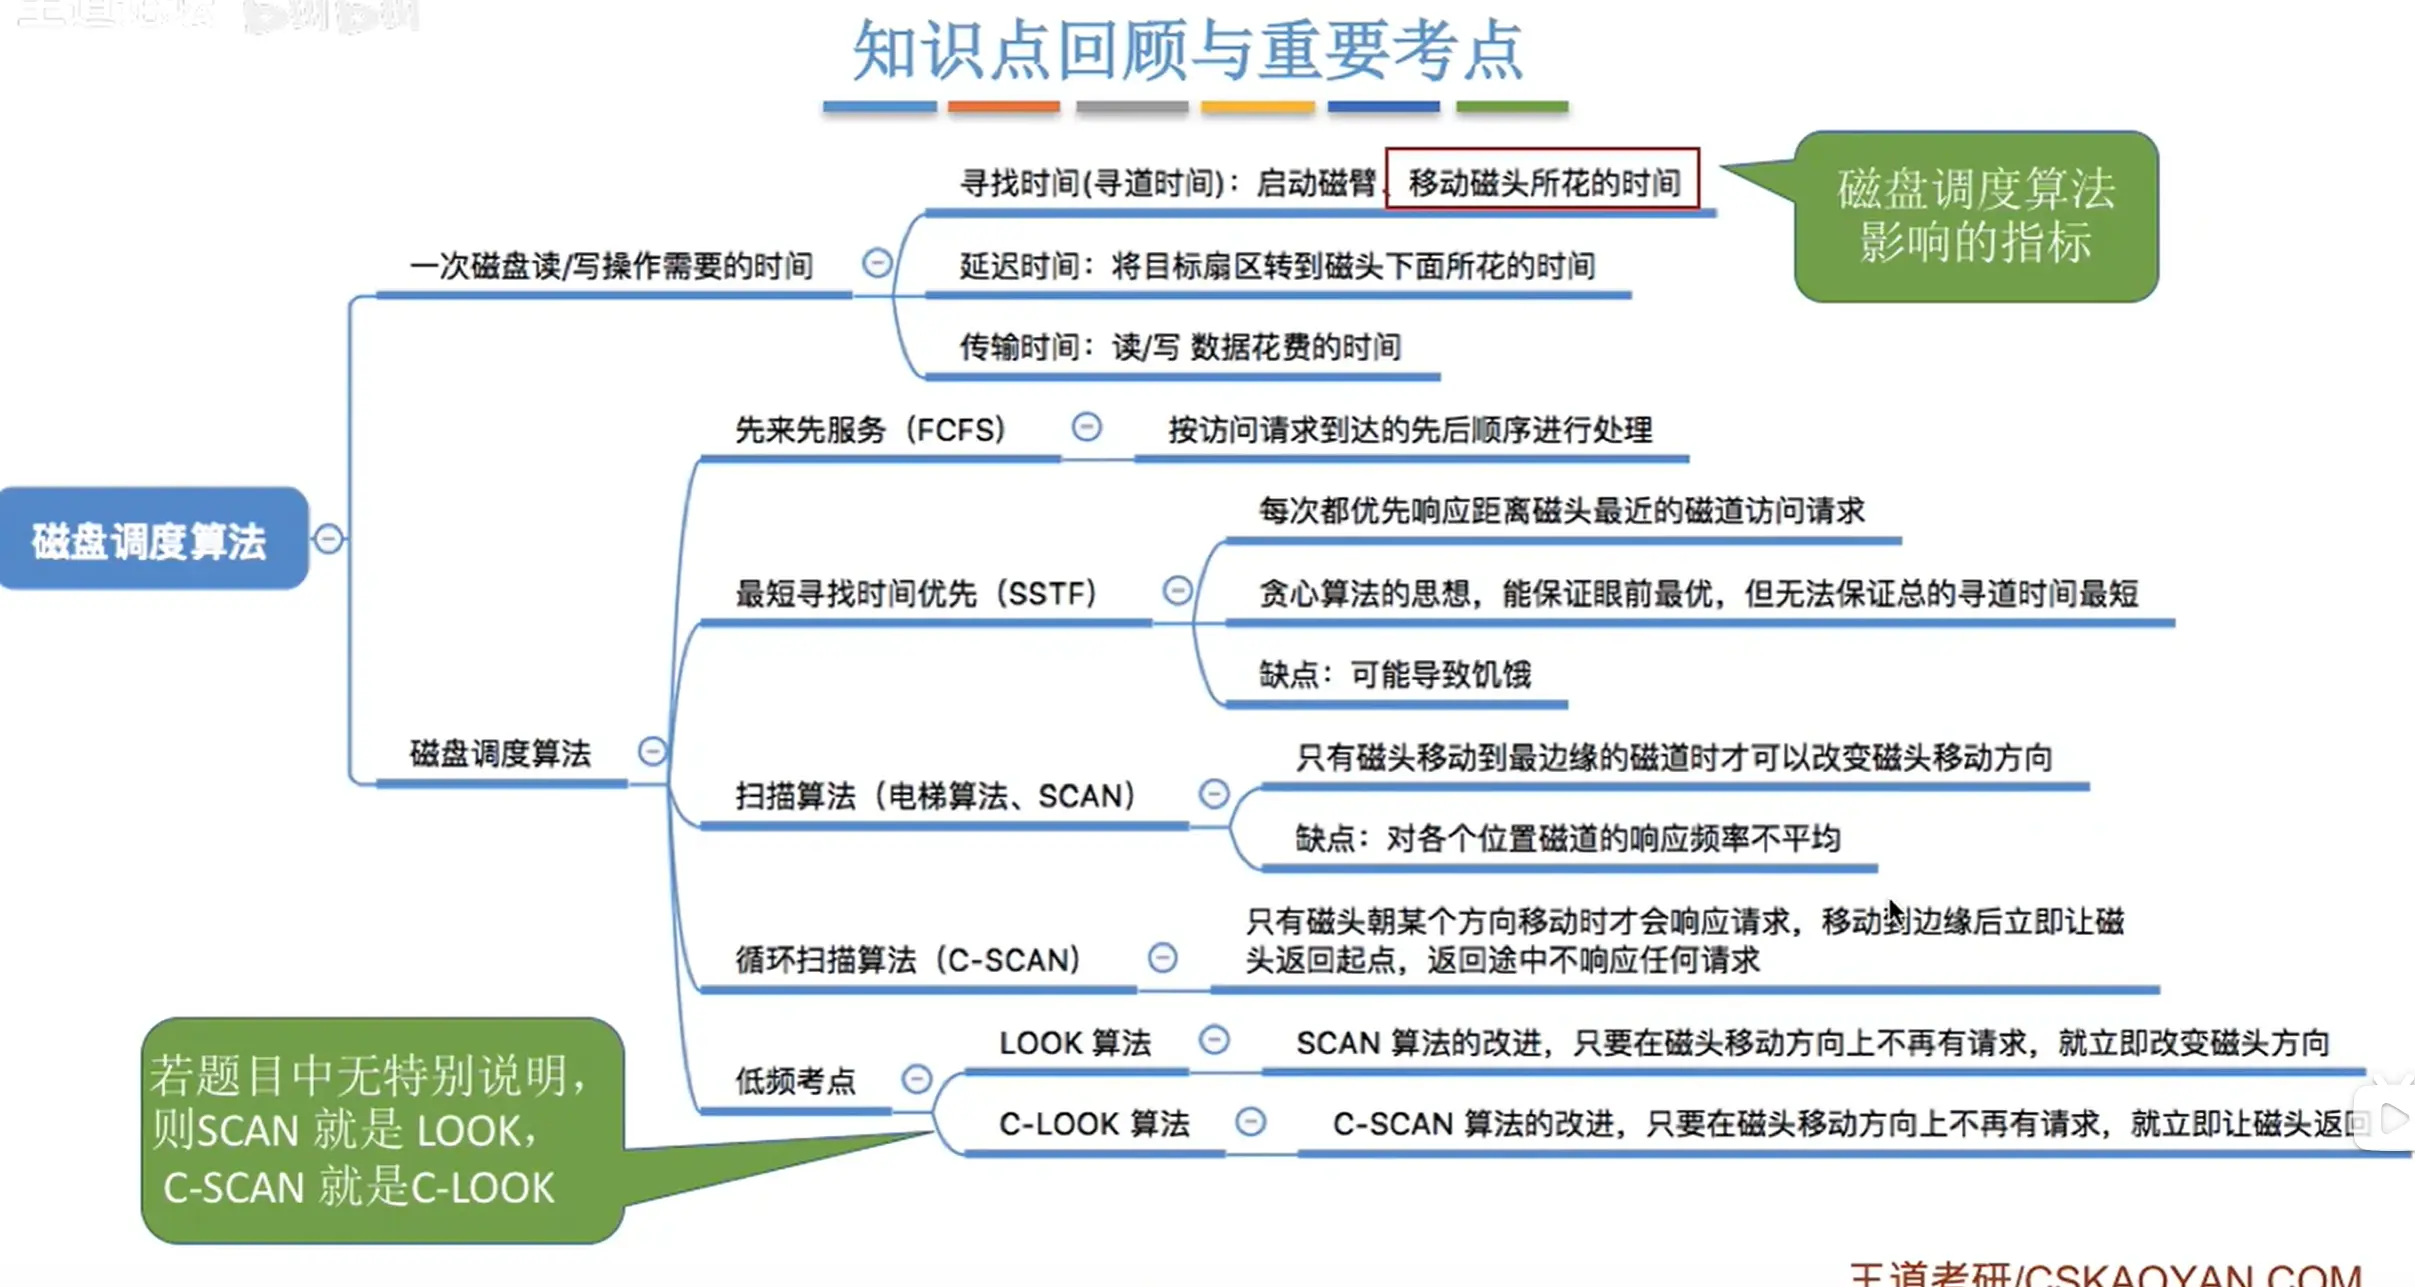 知识点回顾与重要考点
寻找时间(寻道时间)：启动磁臂、移动磁头所花的时间
磁盘调度算法
影响的指标
一次磁盘读/写操作需要的时间
延迟时间：将目标扇区转到磁头下面所花的时间
传输时间：读/写 数据花费的时间
先来先服务（FCFS）
按访问请求到达的先后顺序进行处理
每次都优先响应距离磁头最近的磁道访问请求
磁盘调度算法
最短寻找时间优先（SSTF）
贪心算法的思想，能保证眼前最优，但无法保证总的寻道时间最短
缺点：可能导致饥饿
磁盘调度算法
只有磁头移动到最边缘的磁道时才可以改变磁头移动方向
扫描算法（电梯算法、SCAN）
缺点：对各个位置磁道的响应频率不平均
只有磁头朝某个方向移动时才会响应请求，移动到边缘后立即让磁
头返回起点，返回途中不响应任何请求
循环扫描算法（C-SCAN）
LOOK 算法
SCAN 算法的改进，只要在磁头移动方向上不再有请求，就立即改变磁头方向
低频考点
C-LOOK 算法
C-SCAN 算法的改进，只要在磁头移动方向上不再有请求，就立即让磁头返回
若题目中无特别说明，
则SCAN 就是 LOOK，
C-SCAN 就是C-LOOK
王道考研/CSKAOYAN.COM